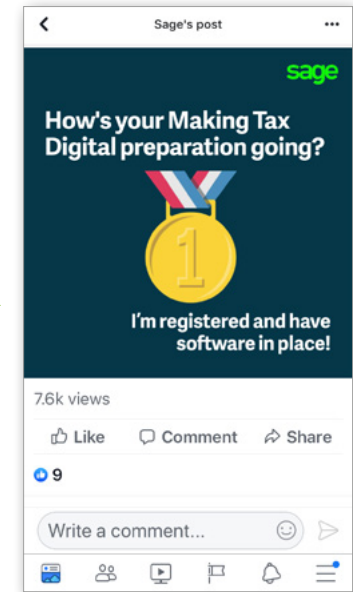 Sage's post
sage
How's your Making Tax
Digital preparation going?
1
I'm registered and have
software in place!
7.6k views
Like Comment Share
9
Write a comment...